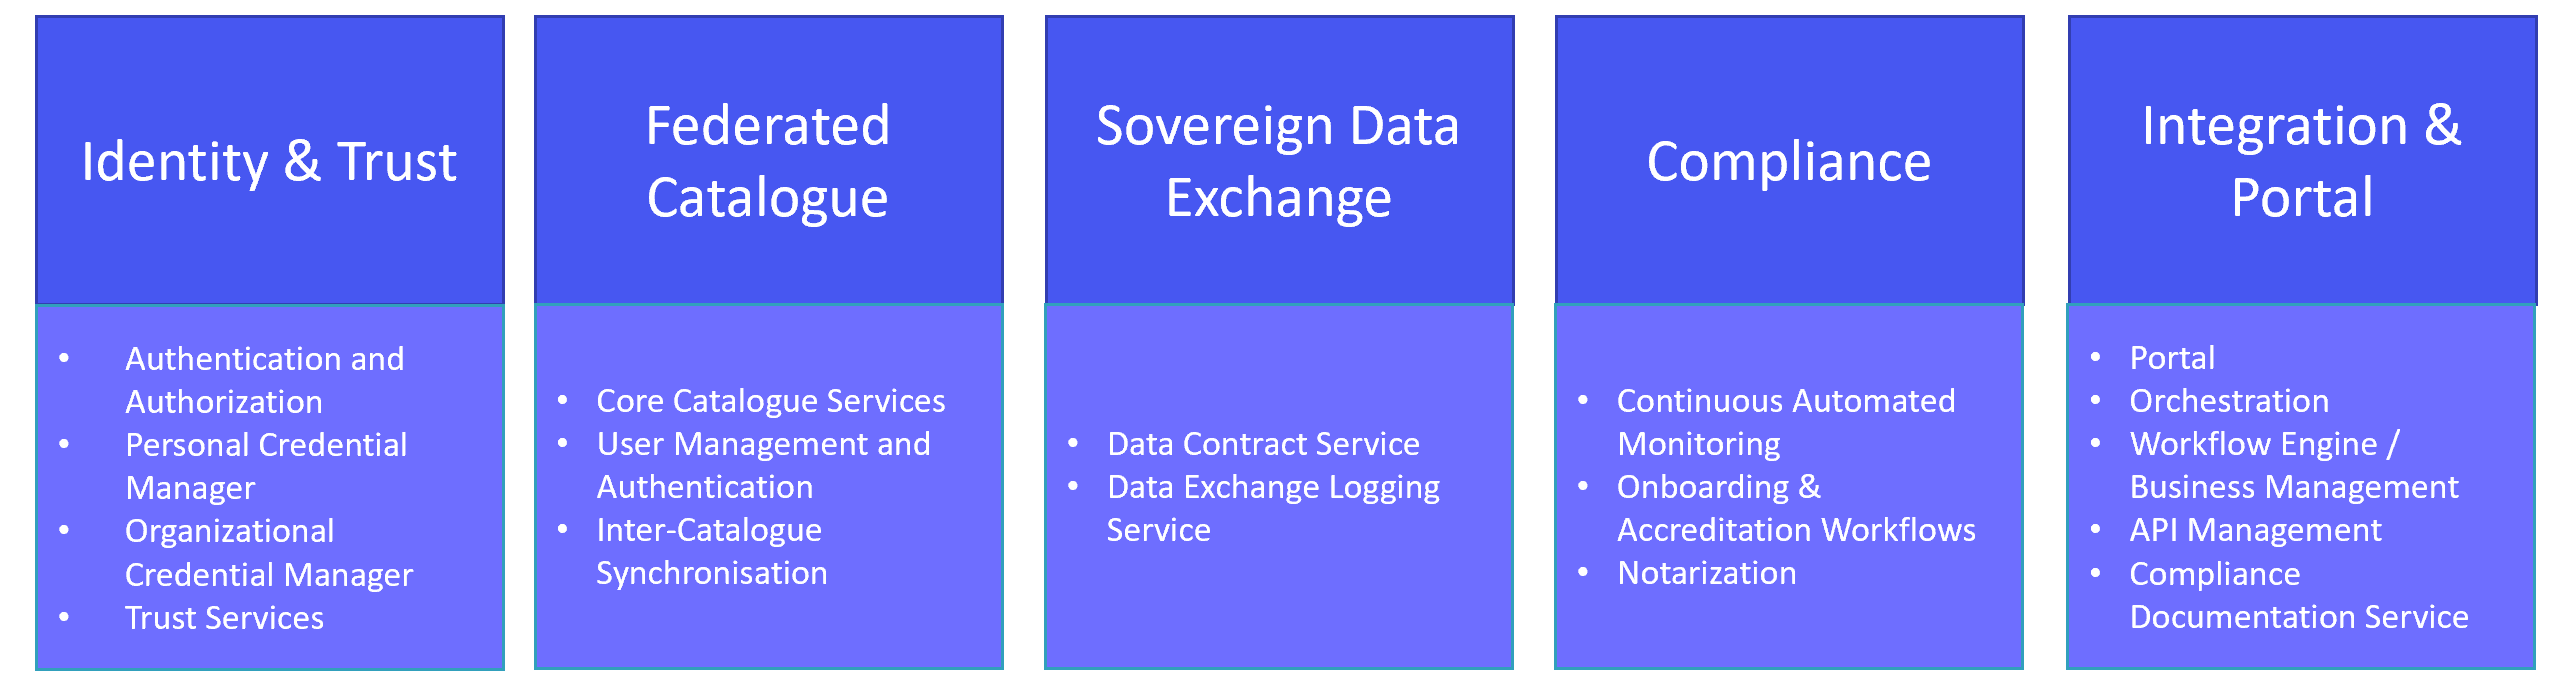 Identity & Trust
• Authentication and
Authorization
• Personal Credential
Manager
• Organizational
Credential Manager
• Trust Services
Federated
Catalogue
• Core Catalogue Services
• User Management and
Authentication
• Inter-Catalogue
Synchronisation
Sovereign Data
Exchange
• Data Contract Service
• Data Exchange Logging
Service
Compliance
• Continuous Automated
Monitoring
• Onboarding &
Accreditation Workflows
• Notarization
Integration &
Portal
• Portal
• Orchestration
• Workflow Engine /
Business Management
• API Management
• Compliance
Documentation Service